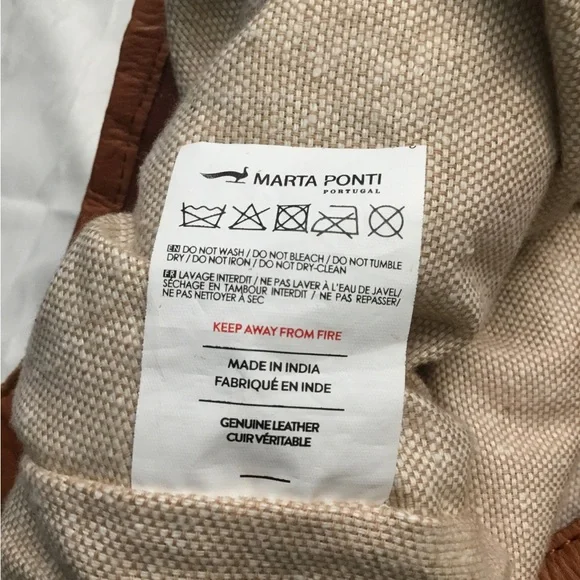 MARTA PONTI
PORTUGAL
EN DO NOT WASH / DO NOT BLEACH / DO NOT TUMBLE
DRY / DO NOT IRON / DO NOT DRY-CLEAN
FR LAVAGE INTERDIT / NE PAS LAVER À L'EAU DE JAVEL/
SÉCHAGE EN TAMBOUR INTERDIT / NE PAS REPASSER/
NE PAS NETTOYER À SEC
KEEP AWAY FROM FIRE
MADE IN INDIA
FABRIQUÉ EN INDE
GENUINE LEATHER
CUIR VÉRITABLE